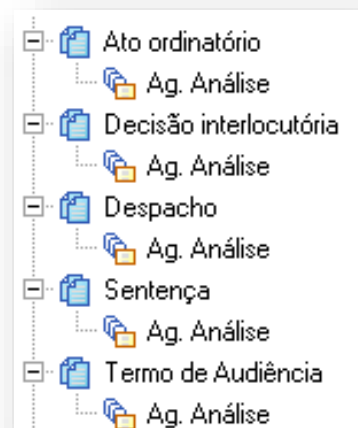 Ato ordinatório
Ag. Análise
Decisão interlocutória
Ag. Análise
Despacho
Ag. Análise
Sentença
Ag. Análise
Termo de Audiência
Ag. Análise